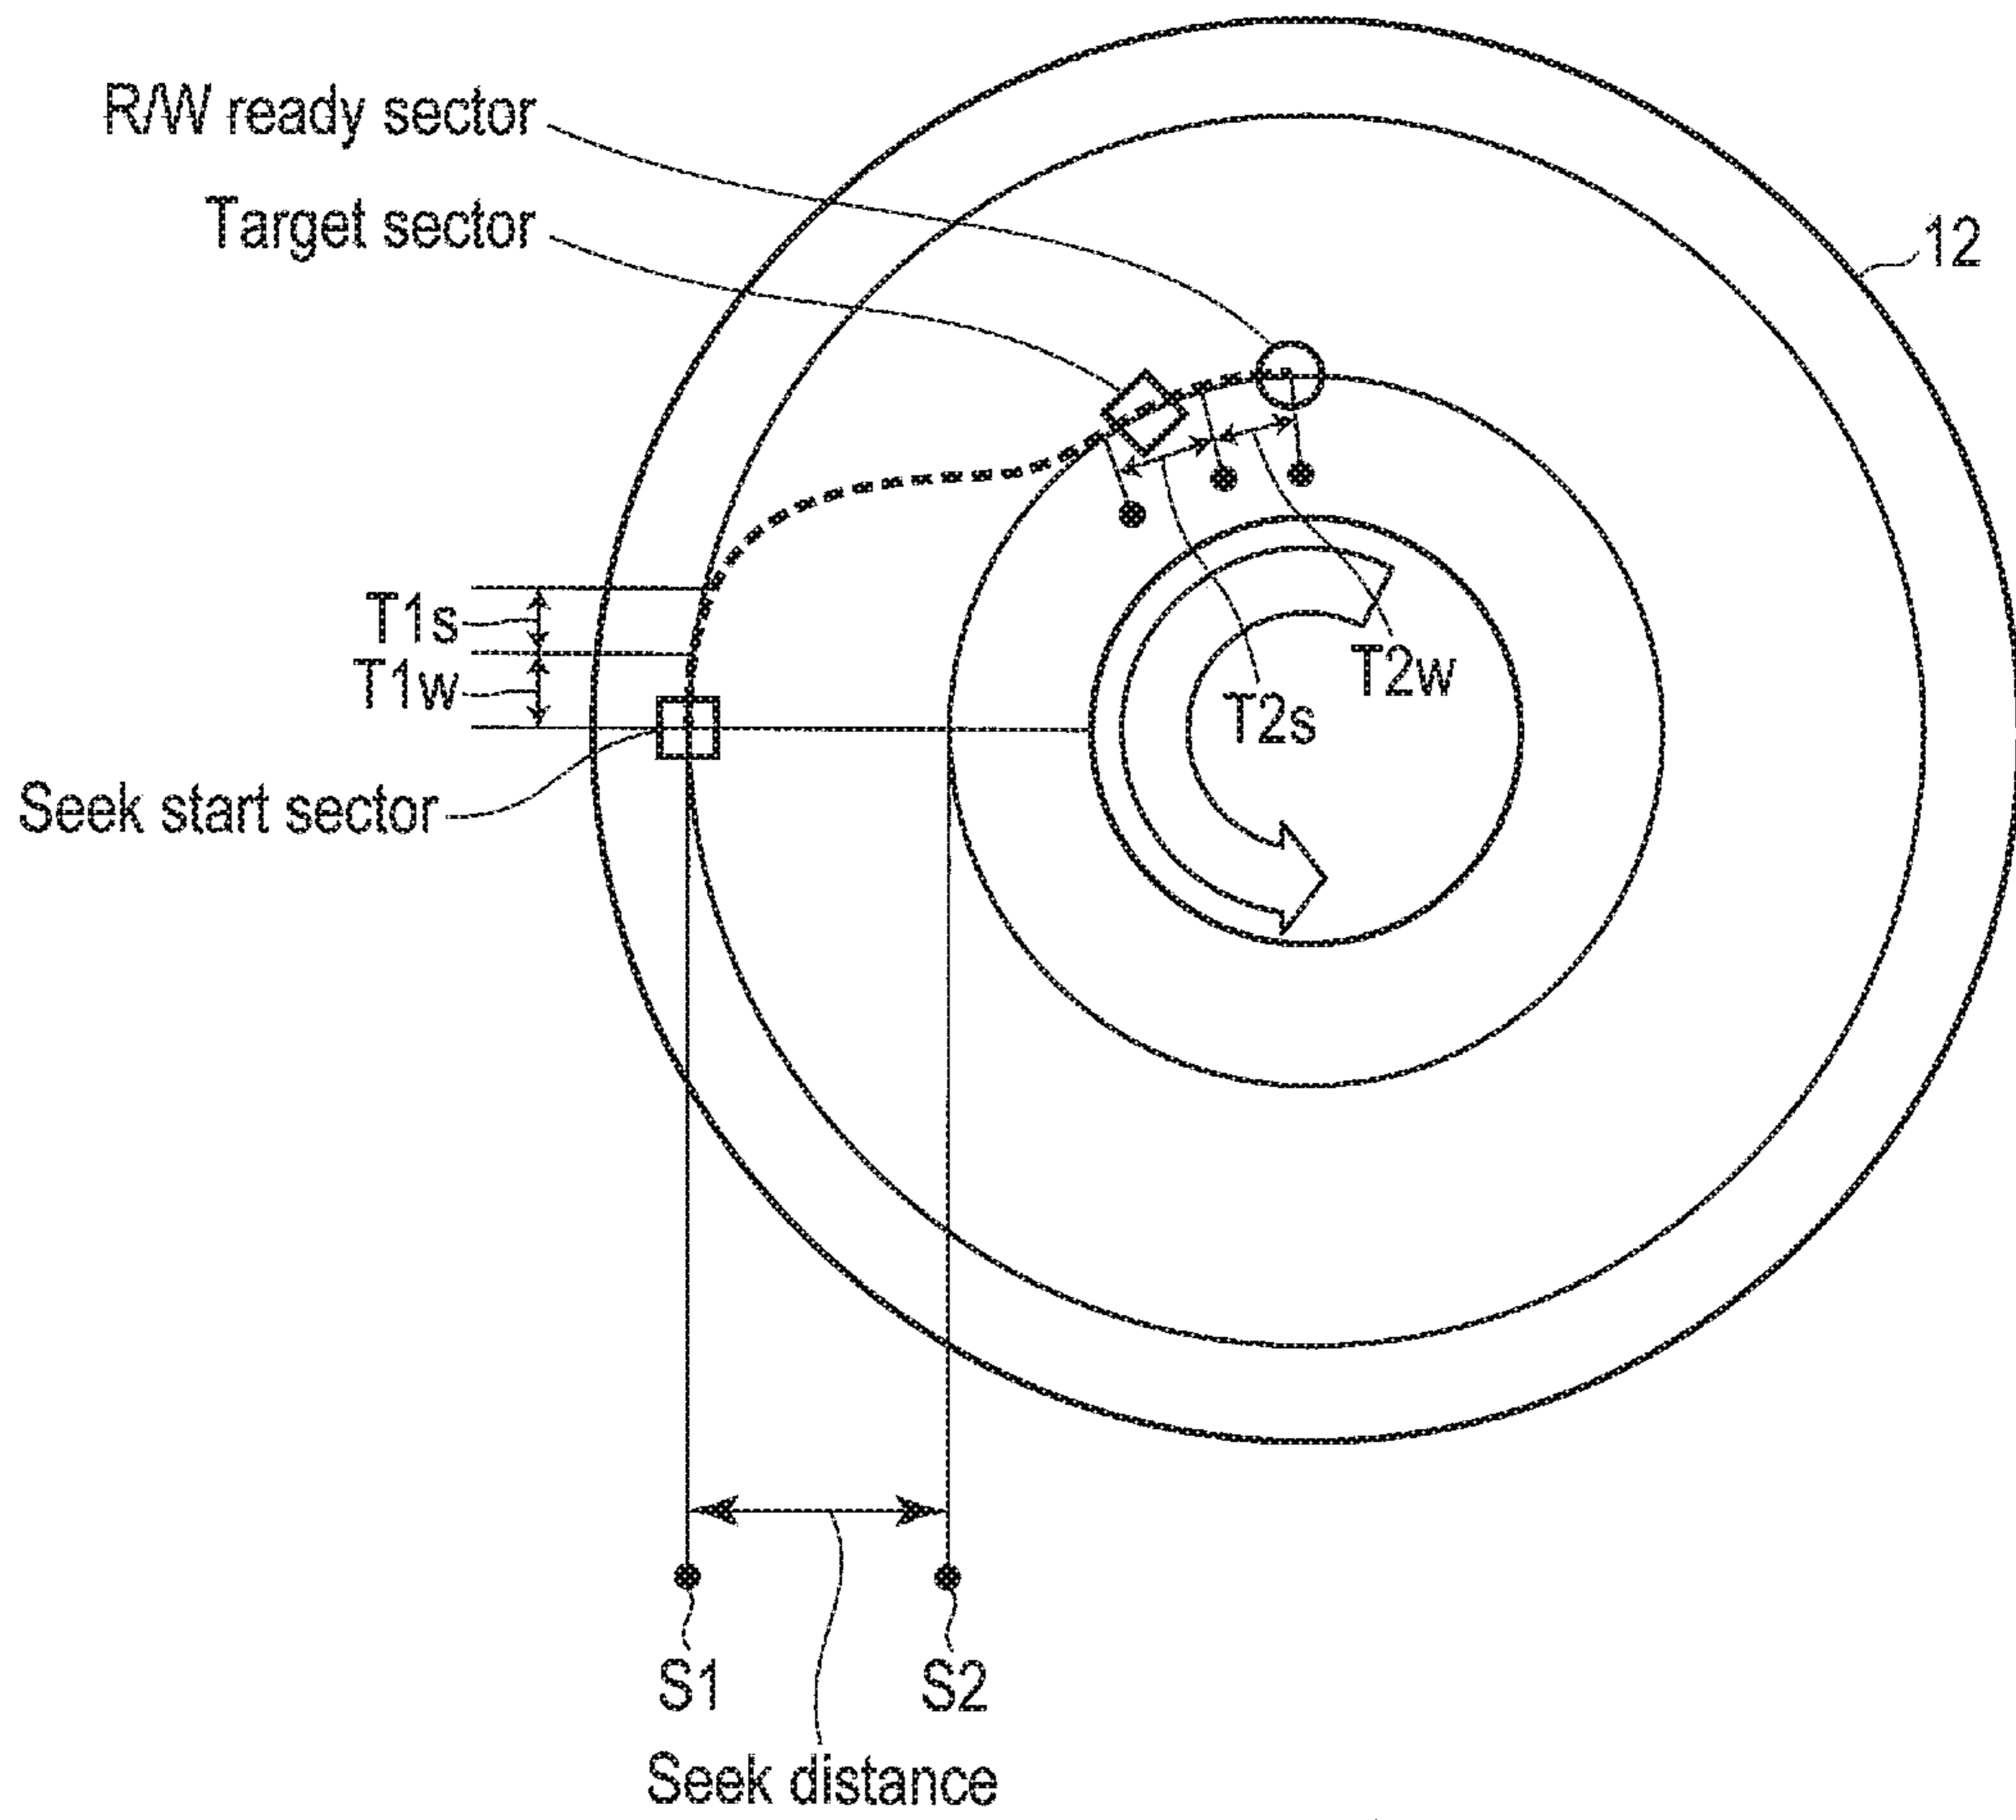 R/W ready sector
Target sector
12
T1s
T1w
T2w
T2s
Seek start sector
S1
S2
Seek distance